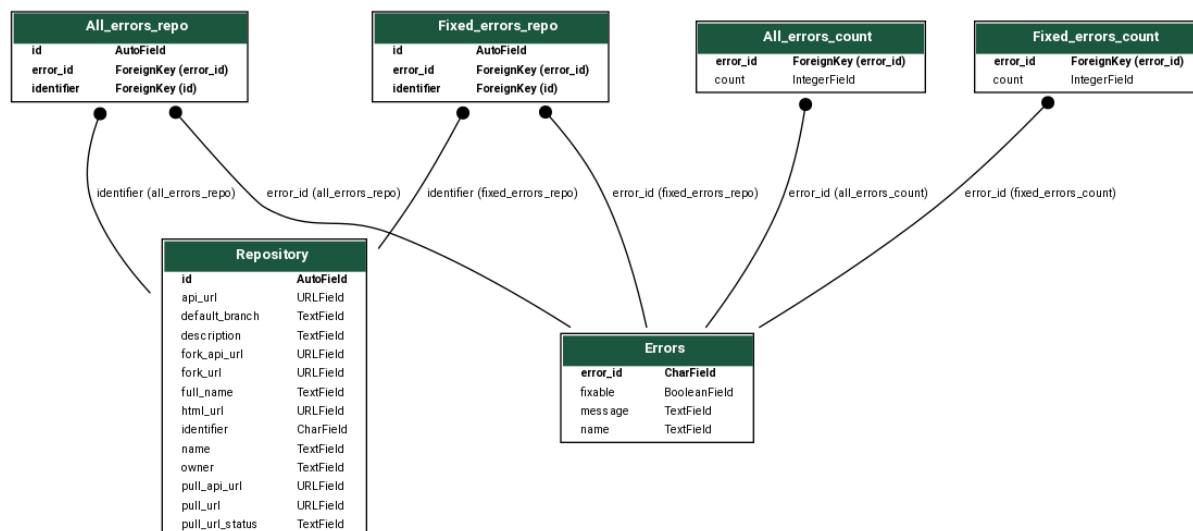 All_errors_repo
id AutoField
error_id ForeignKey (error_id)
identifier ForeignKey (id)
Fixed_errors_repo
id AutoField
error_id ForeignKey (error_id)
identifier ForeignKey (id)
All_errors_count
error_id ForeignKey (error_id)
count IntegerField
Fixed_errors_count
error_id ForeignKey (error_id)
count IntegerField
identifier (all_errors_repo)
error_id (all_errors_repo)
identifier (fixed_errors_repo)
error_id (fixed_errors_repo)
error_id (all_errors_count)
error_id (fixed_errors_count)
Repository
id AutoField
api_url URLField
default_branch TextField
description TextField
fork_api_url URLField
fork_url URLField
full_name TextField
html_url URLField
identifier CharField
name TextField
owner TextField
pull_api_url URLField
pull_url URLField
pull_url_status TextField
Errors
error_id CharField
fixable BooleanField
message TextField
name TextField